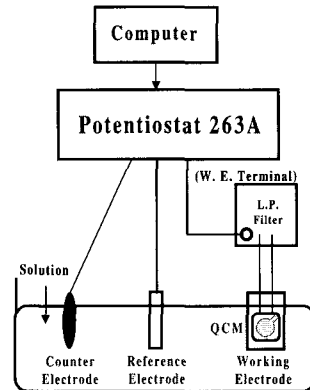 Computer
Potentiostat 263A
(W. E. Terminal)
L.P.
Filter
Solution
QCM
Counter
Electrode
Reference
Electrode
Working
Electrode